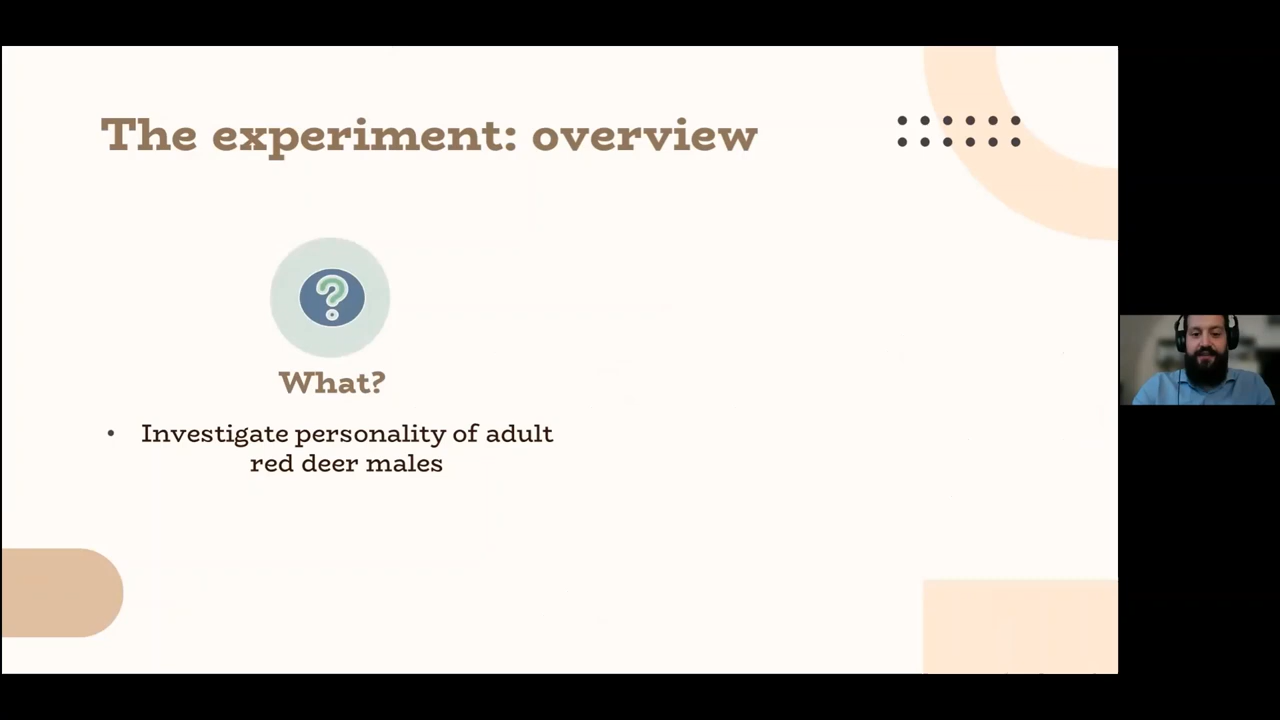 The experiment: overview
?
What?
• Investigate personality of adult
red deer males